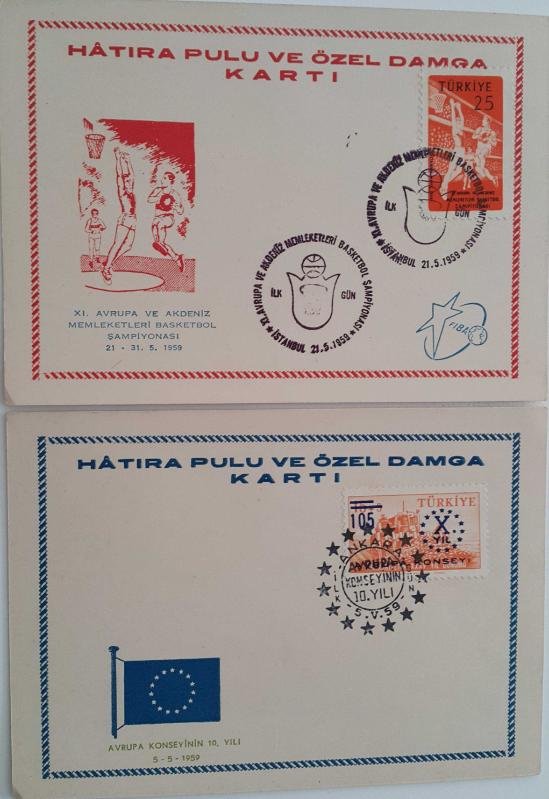 HÂTIRA PULU VE ÖZEL DAMGA
KARTI
TÜRKİYE
25
XI. AVRUPA VE AKDENİZ MEMLEKETLERİ BASKETBOL ŞAMPİYONASI
İLK GÜN
İSTANBUL 21.5.1959
XI. AVRUPA VE AKDENİZ MEMLEKETLERİ BASKETBOL ŞAMPİYONASI
İLK GÜN
İSTANBUL 21.5.1959
XI. AVRUPA VE AKDENİZ
MEMLEKETLERİ BASKETBOL
ŞAMPİYONASI
21 - 31. 5. 1959
FIBA
HÂTIRA PULU VE ÖZEL DAMGA
KARTI
105
TÜRKİYE
X.
YIL
AVRUPA KONSEYİ
ANKARA
AVRUPA
KONSEYİNİN
10. YILI
İLK GÜN
5.V.59
AVRUPA KONSEYİNİN 10. YILI
5-5-1959